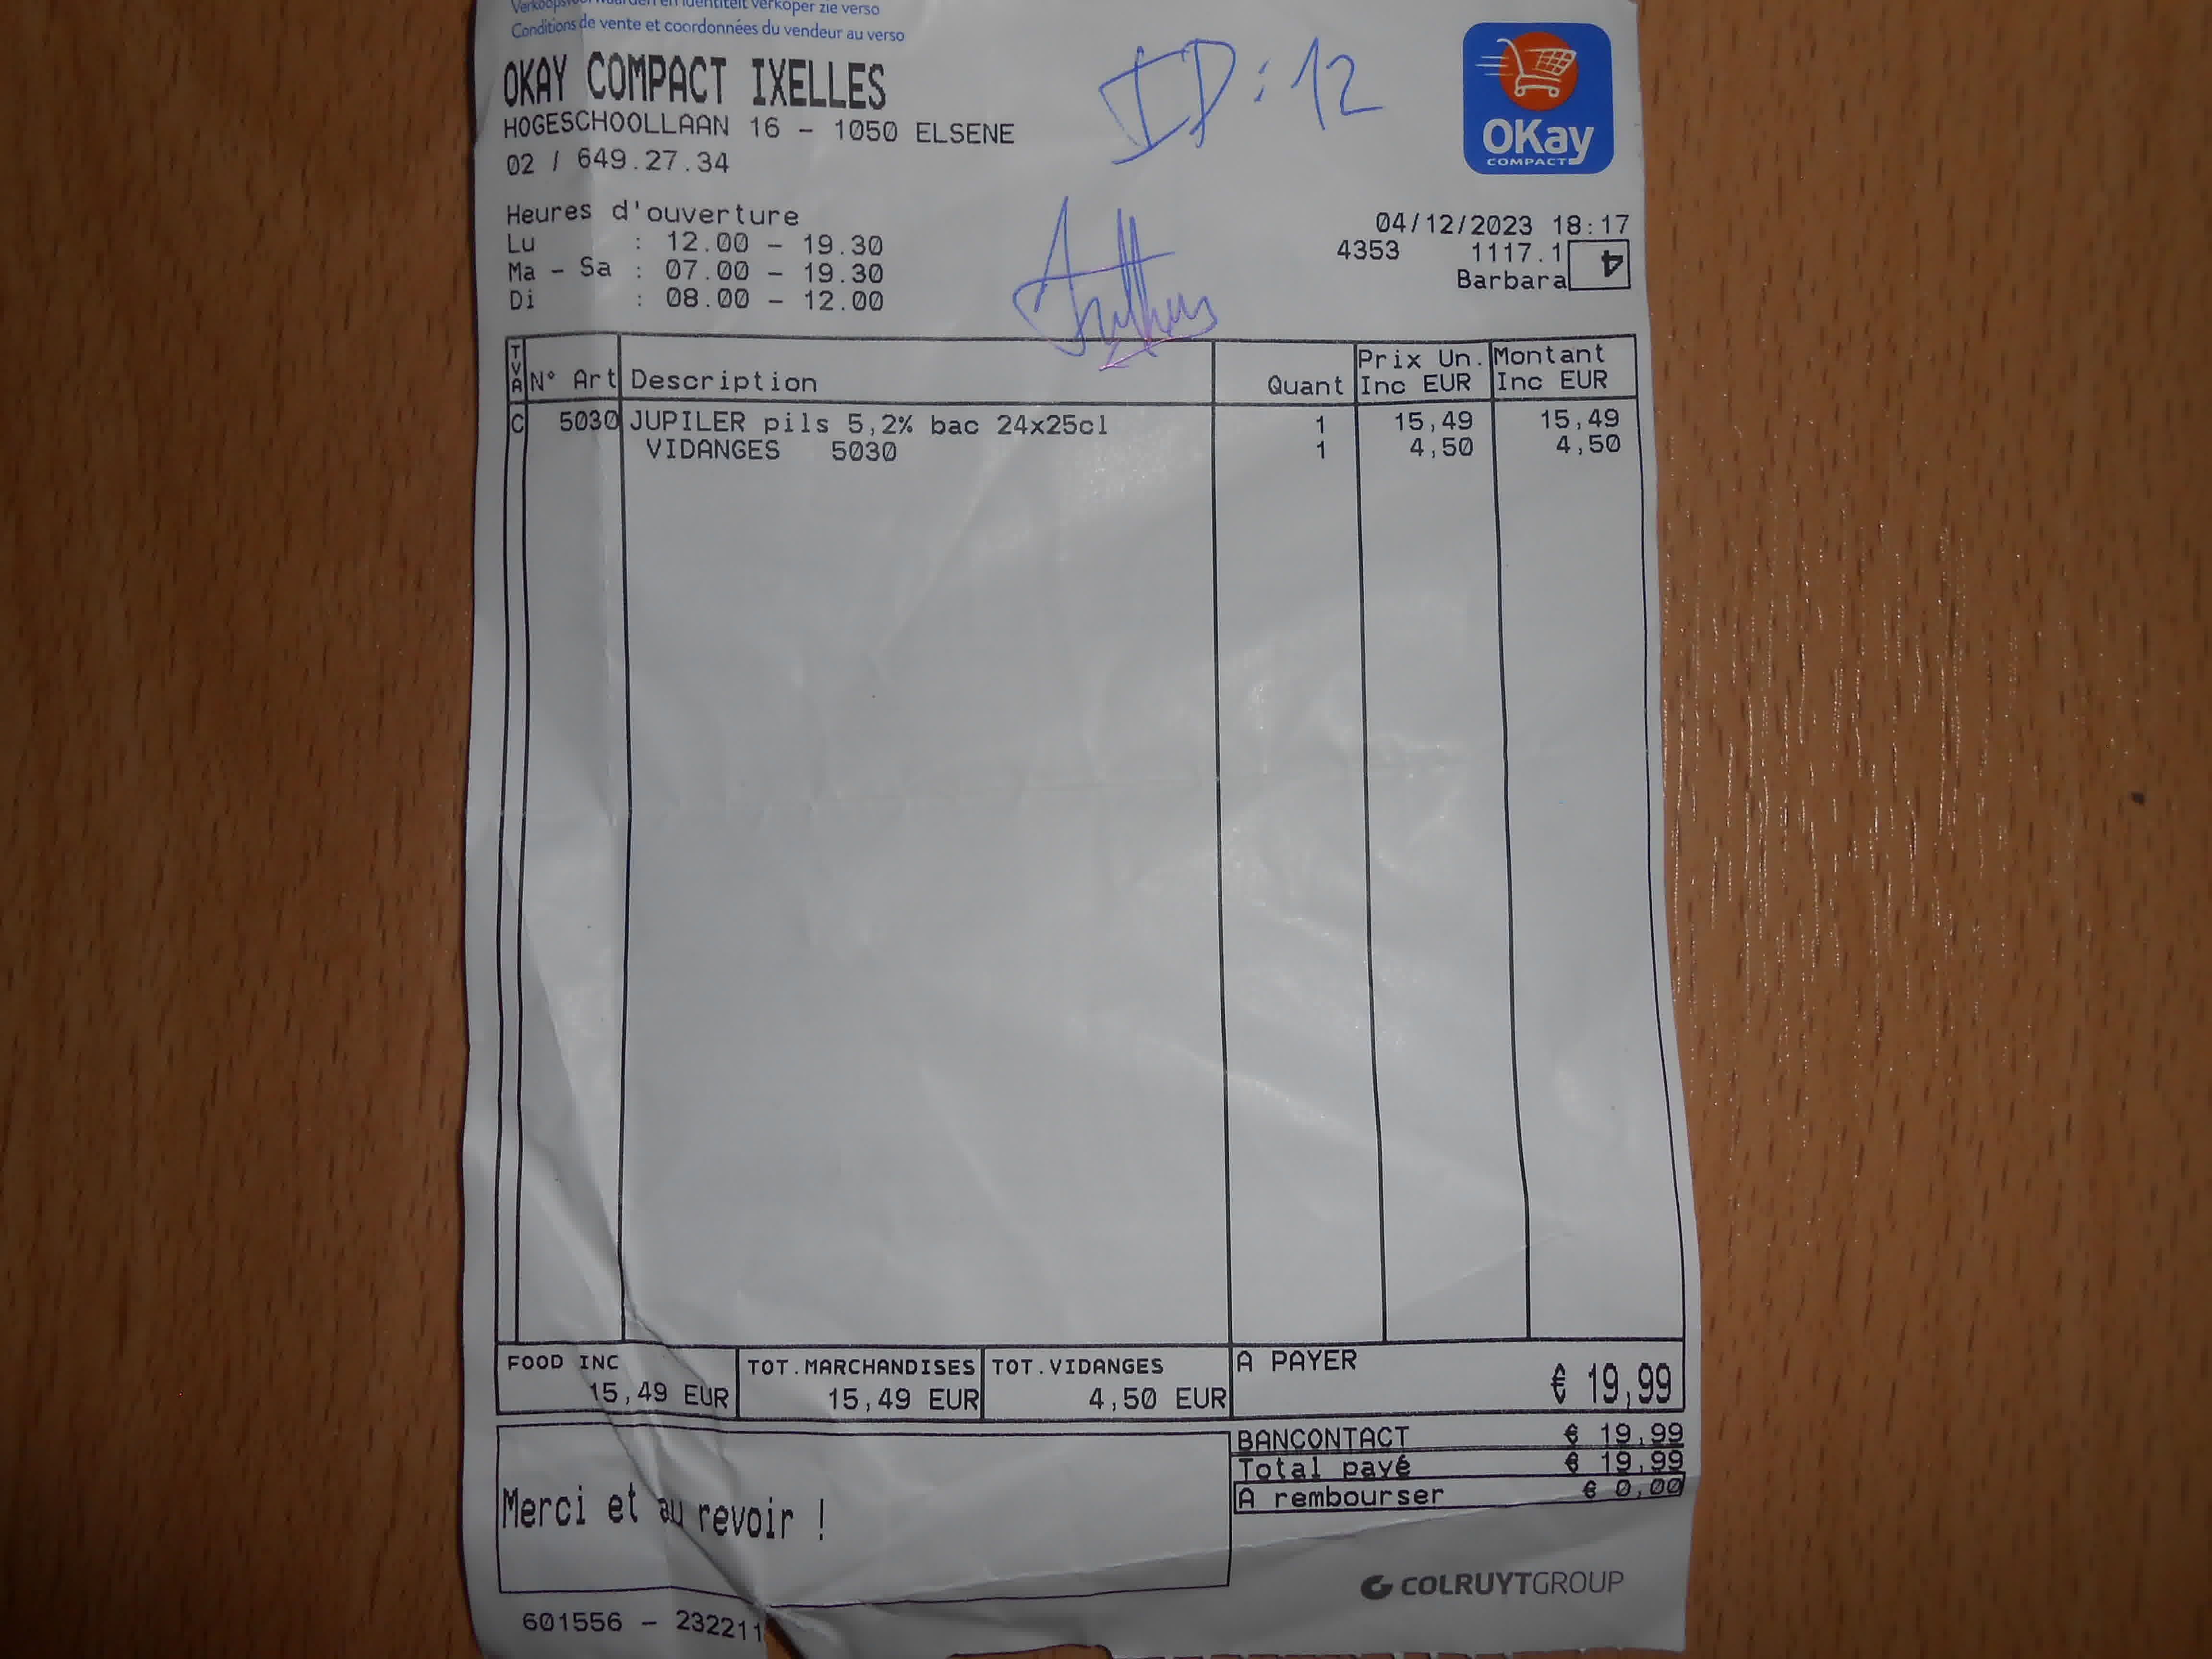 identiteit verkoper zie verso
Conditions de vente et coordonnées du vendeur au verso
OKAY COMPACT IXELLES
HOGESCHOOLLAAN 16 - 1050 ELSENE
02 / 649.27.34
ID : 12
OKay
COMPACT
Heures d'ouverture
Lu : 12.00 - 19.30
Ma - Sa : 07.00 - 19.30
Di : 08.00 - 12.00
04/12/2023 18:17
4353 1117.1
Barbara 4
TVA N° Art Description Quant Prix Un. Inc EUR Montant Inc EUR
C 5030 JUPILER pils 5,2% bac 24x25cl 1 15,49 15,49
VIDANGES 5030 1 4,50 4,50
FOOD INC TOT.MARCHANDISES TOT.VIDANGES A PAYER
15,49 EUR 15,49 EUR 4,50 EUR € 19,99
BANCONTACT € 19,99
Total payé € 19,99
A rembourser € 0,00
Merci et au revoir !
COLRUYTGROUP
601556 - 232211